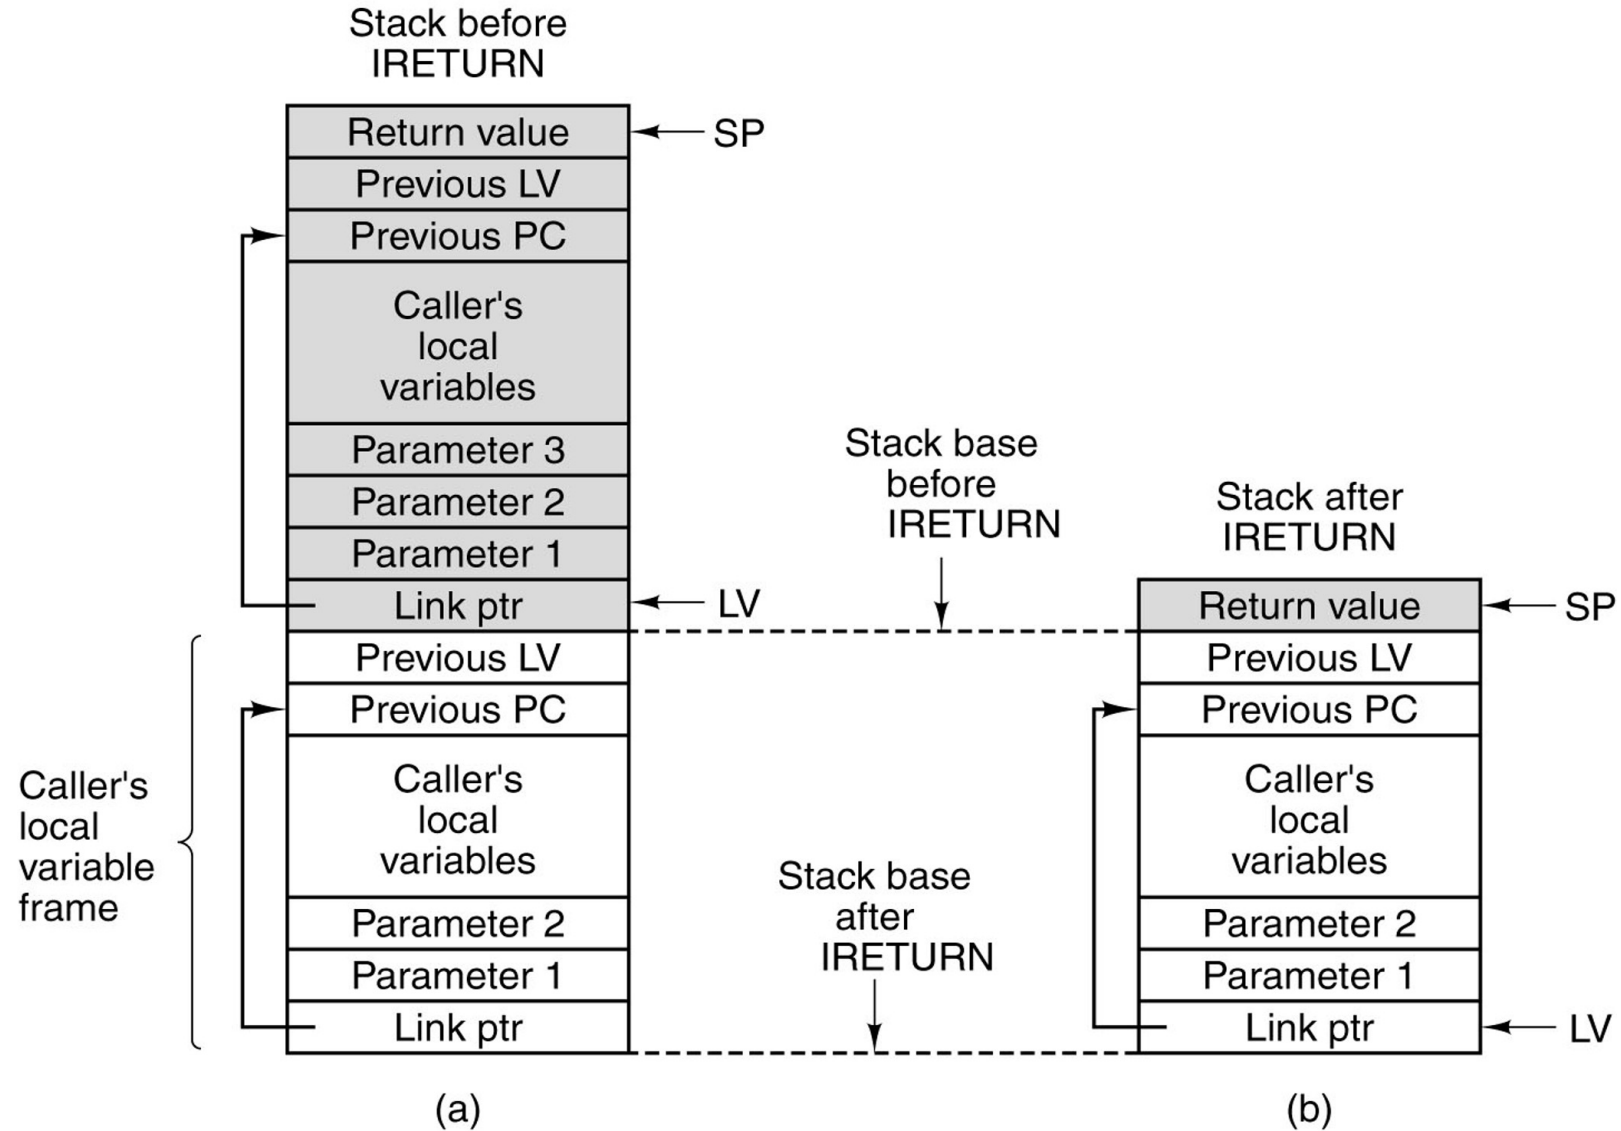 Stack before
IRETURN
Return value
SP
Previous LV
Previous PC
Caller's
local
variables
Parameter 3
Parameter 2
Parameter 1
Link ptr
LV
Previous LV
Previous PC
Caller's
local
variables
Parameter 2
Parameter 1
Link ptr
Caller's
local
variable
frame
(a)
Stack base
before
IRETURN
Stack base
after
IRETURN
Stack after
IRETURN
Return value
SP
Previous LV
Previous PC
Caller's
local
variables
Parameter 2
Parameter 1
Link ptr
LV
(b)